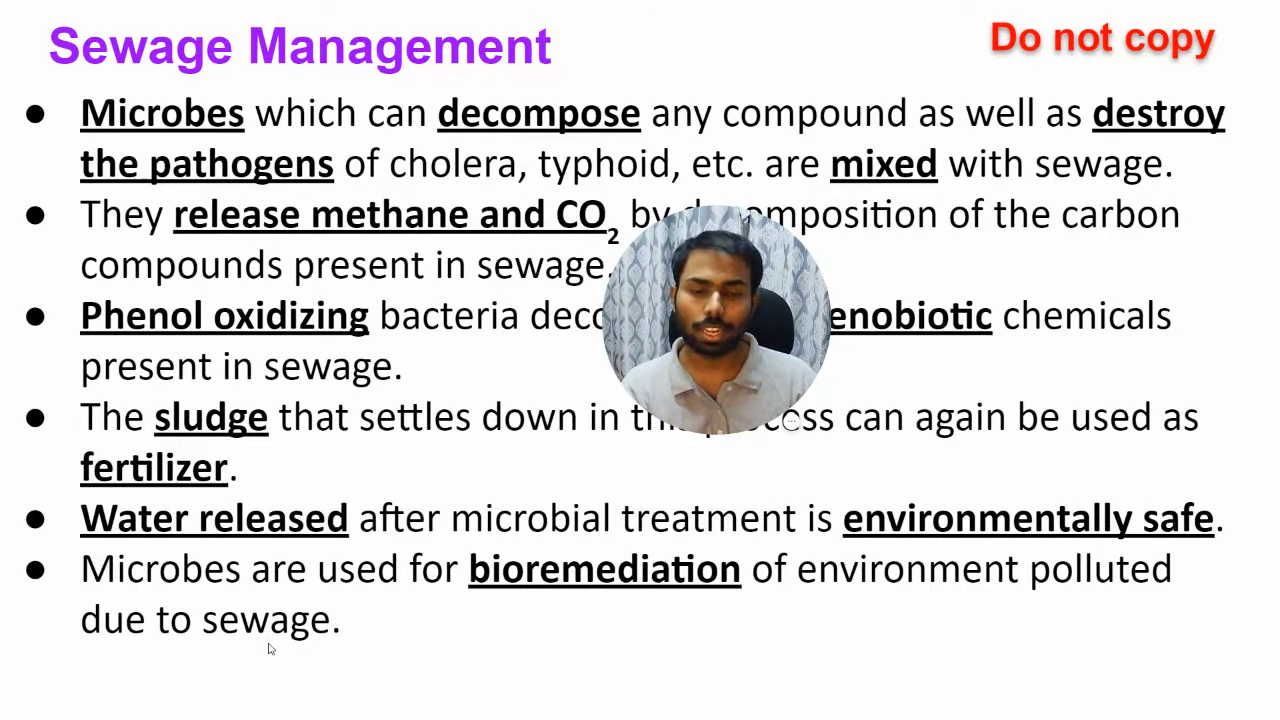 Sewage Management
Do not copy
● Microbes which can decompose any compound as well as destroy
the pathogens of cholera, typhoid, etc. are mixed with sewage.
● They release methane and CO₂ by of the carbon
compounds present in sewage.
● Phenol oxidizing bacteria chemicals
present in sewage.
● The sludge that settles down in can again be used as
fertilizer.
● Water released after microbial treatment is environmentally safe.
● Microbes are used for bioremediation of environment polluted
due to sewage.